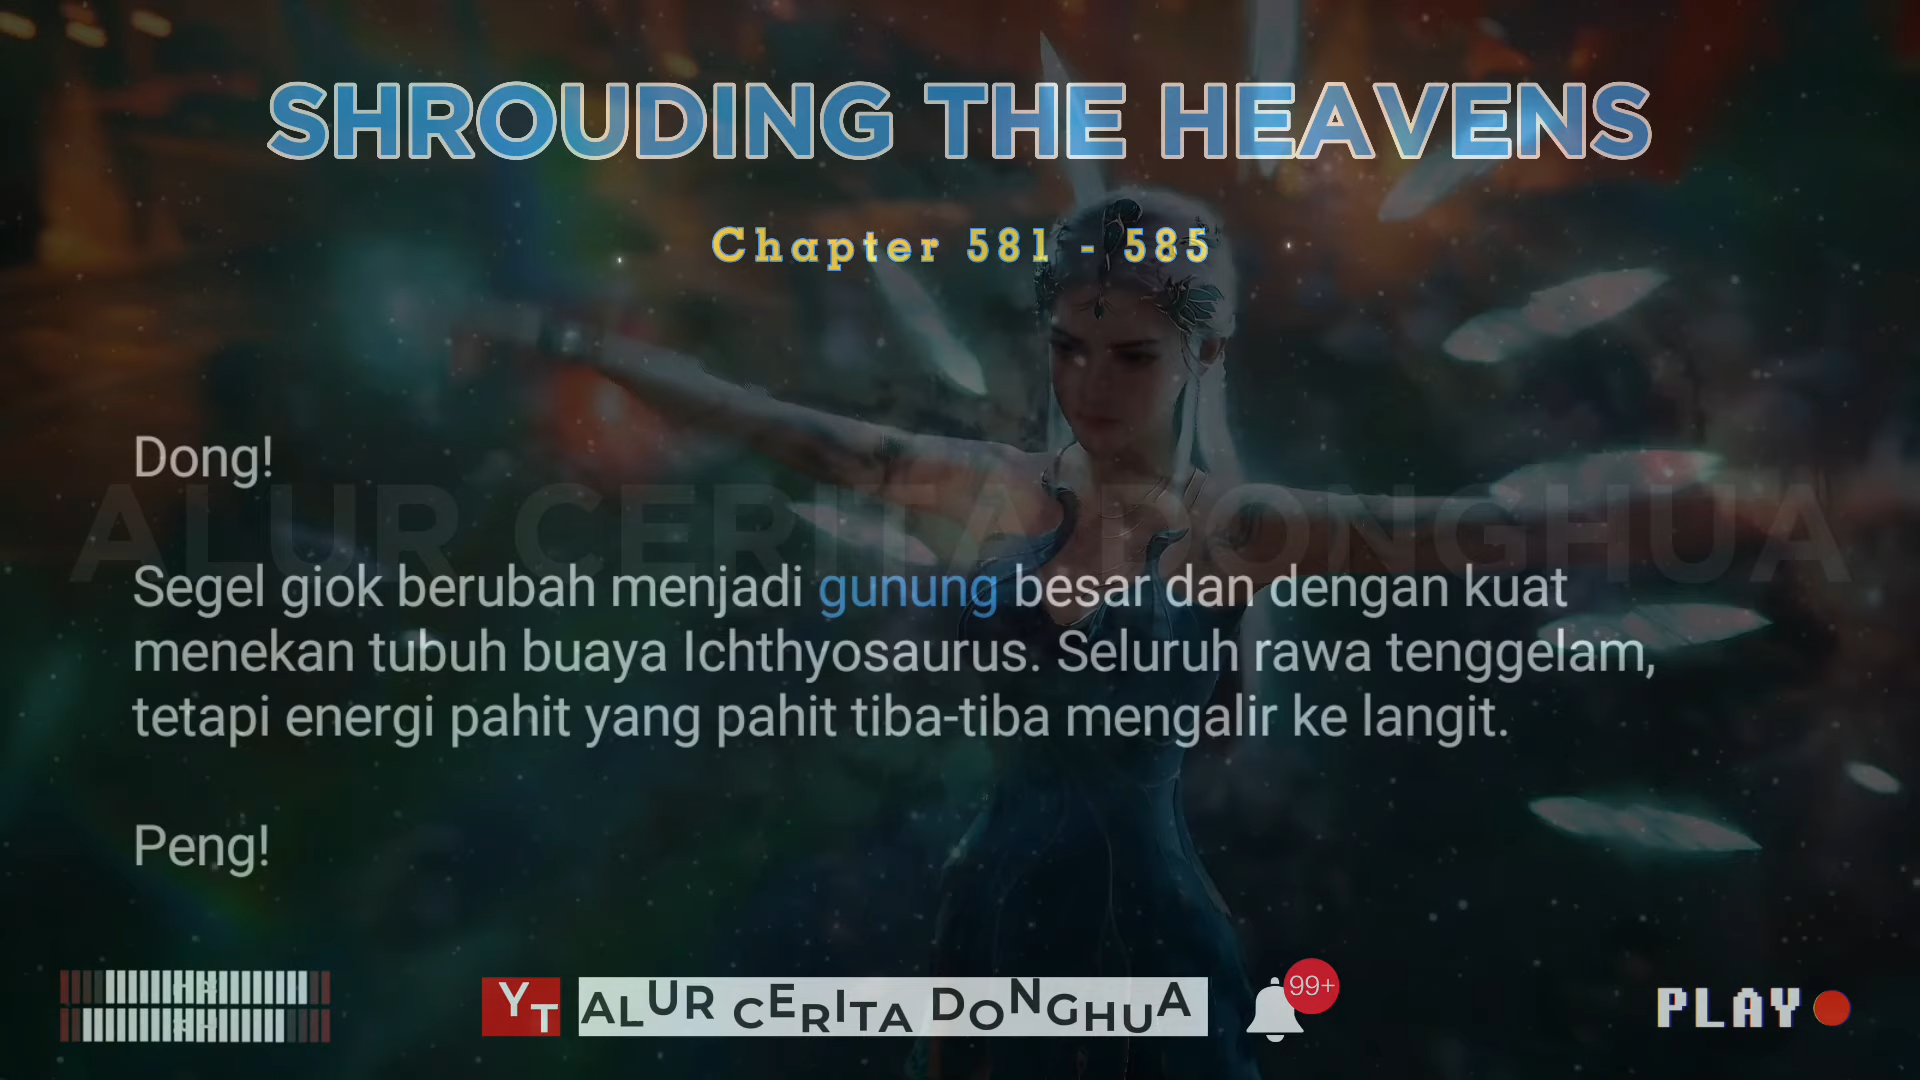 SHROUDING THE HEAVENS
Chapter 581 - 585
Dong!
ALUR CERITA DONGHUA
Segel giok berubah menjadi gunung besar dan dengan kuat
menekan tubuh buaya Ichthyosaurus. Seluruh rawa tenggelam,
tetapi energi pahit yang pahit tiba-tiba mengalir ke langit.
Peng!
YT ALUR CERITA DONGHUA 99+
PLAY